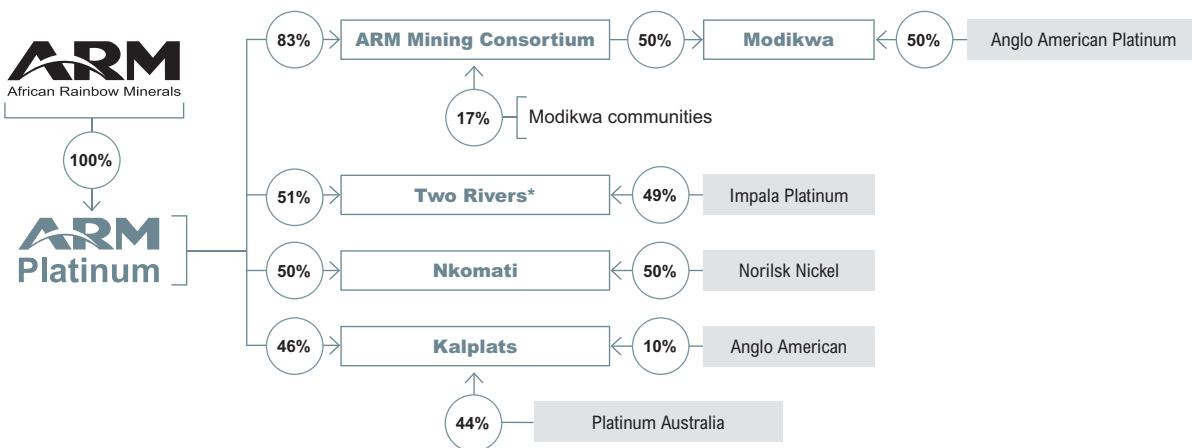 ARM
African Rainbow Minerals
100%
ARM
Platinum
83%
ARM Mining Consortium
50%
Modikwa
50%
Anglo American Platinum
17%
Modikwa communities
51%
Two Rivers*
49%
Impala Platinum
50%
Nkomati
50%
Norilsk Nickel
46%
Kalplats
10%
Anglo American
44%
Platinum Australia